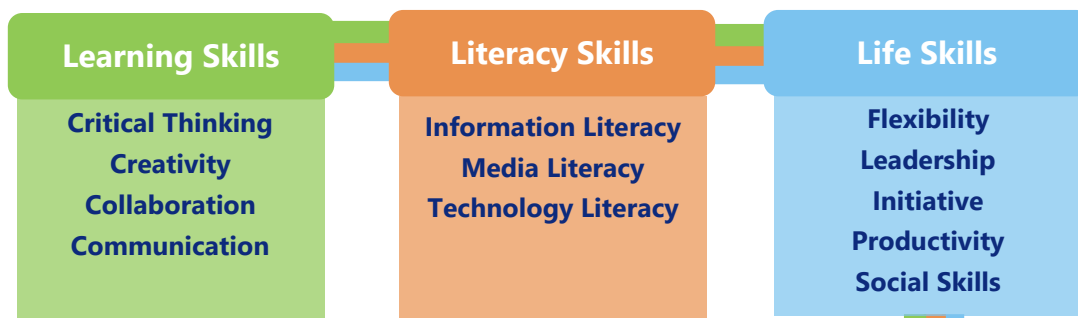 Learning Skills
Critical Thinking
Creativity
Collaboration
Communication
Literacy Skills
Information Literacy
Media Literacy
Technology Literacy
Life Skills
Flexibility
Leadership
Initiative
Productivity
Social Skills